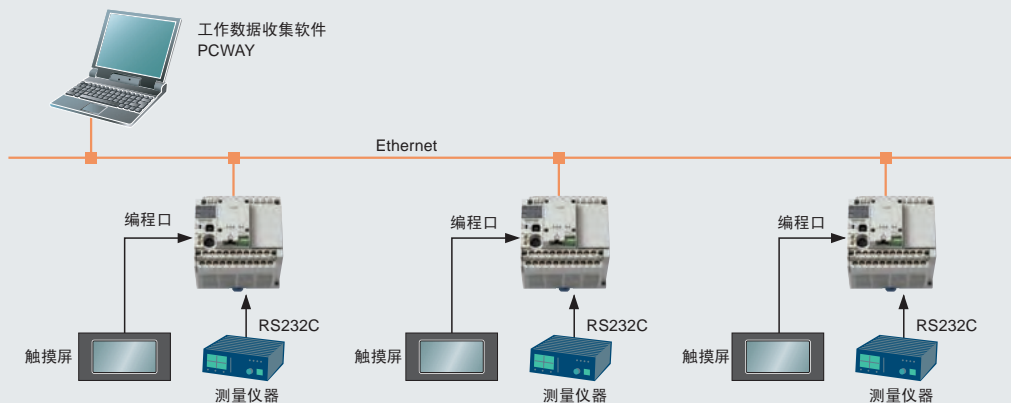 工作数据收集软件
PCWAY
Ethernet
编程口
编程口
编程口
RS232C
RS232C
RS232C
触摸屏
触摸屏
触摸屏
测量仪器
测量仪器
测量仪器